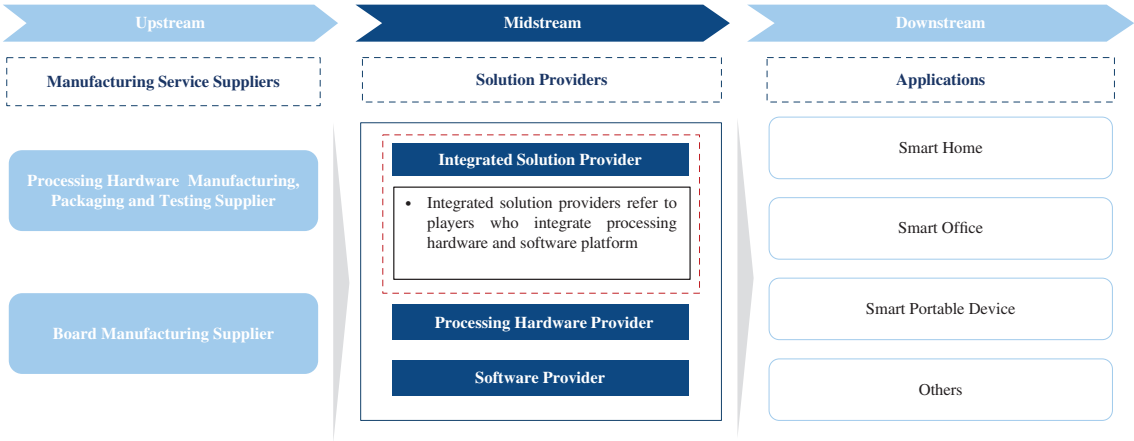 Upstream
Midstream
Downstream
Manufacturing Service Suppliers
Solution Providers
Applications
Processing Hardware Manufacturing,
Packaging and Testing Supplier
Board Manufacturing Supplier
Integrated Solution Provider
• Integrated solution providers refer to
players who integrate processing
hardware and software platform
Processing Hardware Provider
Software Provider
Smart Home
Smart Office
Smart Portable Device
Others